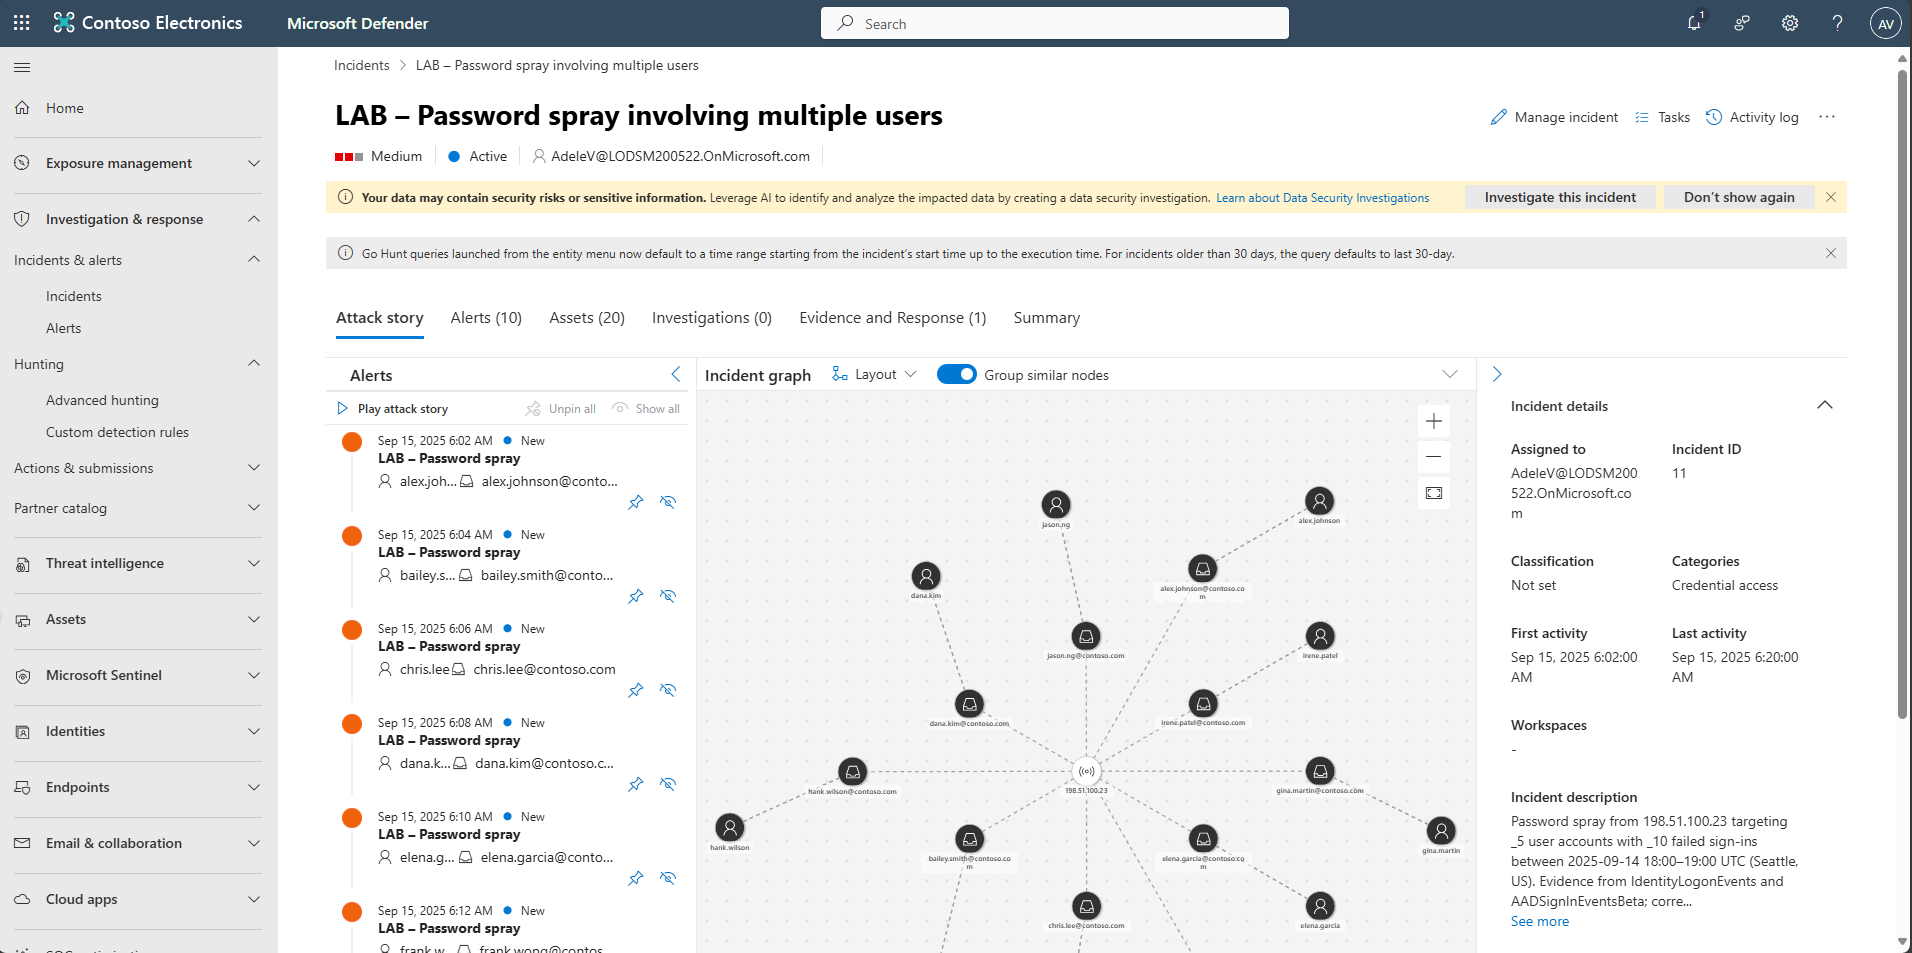 Contoso Electronics
Microsoft Defender
Search
1
AV
Home
Exposure management
Investigation & response
Incidents & alerts
Incidents
Alerts
Hunting
Advanced hunting
Custom detection rules
Actions & submissions
Partner catalog
Threat intelligence
Assets
Microsoft Sentinel
Identities
Endpoints
Email & collaboration
Cloud apps
Incidents > LAB – Password spray involving multiple users
LAB – Password spray involving multiple users
Manage incident
Tasks
Activity log
Medium
Active
AdeleV@LODSM200522.OnMicrosoft.com
Your data may contain security risks or sensitive information. Leverage AI to identify and analyze the impacted data by creating a data security investigation. Learn about Data Security Investigations
Investigate this incident
Don't show again
Go Hunt queries launched from the entity menu now default to a time range starting from the incident's start time up to the execution time. For incidents older than 30 days, the query defaults to last 30-day.
Attack story
Alerts (10)
Assets (20)
Investigations (0)
Evidence and Response (1)
Summary
Alerts
Play attack story
Unpin all
Show all
Sep 15, 2025 6:02 AM New
LAB – Password spray
alex.joh... alex.johnson@conto...
Sep 15, 2025 6:04 AM New
LAB – Password spray
bailey.s... bailey.smith@conto...
Sep 15, 2025 6:06 AM New
LAB – Password spray
chris.lee chris.lee@contoso.com
Sep 15, 2025 6:08 AM New
LAB – Password spray
dana.k... dana.kim@contoso.c...
Sep 15, 2025 6:10 AM New
LAB – Password spray
elena.g... elena.garcia@conto...
Sep 15, 2025 6:12 AM New
LAB – Password spray
frank.w... frank.wong@contos...
Incident graph
Layout
Group similar nodes
jason.ng
alex.johnson
dana.kim
alex.johnson@contoso.co
m
jason.ng@contoso.com
irene.patel
dana.kim@contoso.com
irene.patel@contoso.com
hank.wilson@contoso.com
198.51.100.23
gina.martin@contoso.com
hank.wilson
gina.martin
bailey.smith@contoso.co
m
elena.garcia@contoso.co
m
chris.lee@contoso.com
elena.garcia
Incident details
Assigned to
AdeleV@LODSM200
522.OnMicrosoft.co
m
Incident ID
11
Classification
Not set
Categories
Credential access
First activity
Sep 15, 2025 6:02:00
AM
Last activity
Sep 15, 2025 6:20:00
AM
Workspaces
-
Incident description
Password spray from 198.51.100.23 targeting
_5 user accounts with _10 failed sign-ins
between 2025-09-14 18:00–19:00 UTC (Seattle,
US). Evidence from IdentityLogonEvents and
AADSignInEventsBeta; corre...
See more